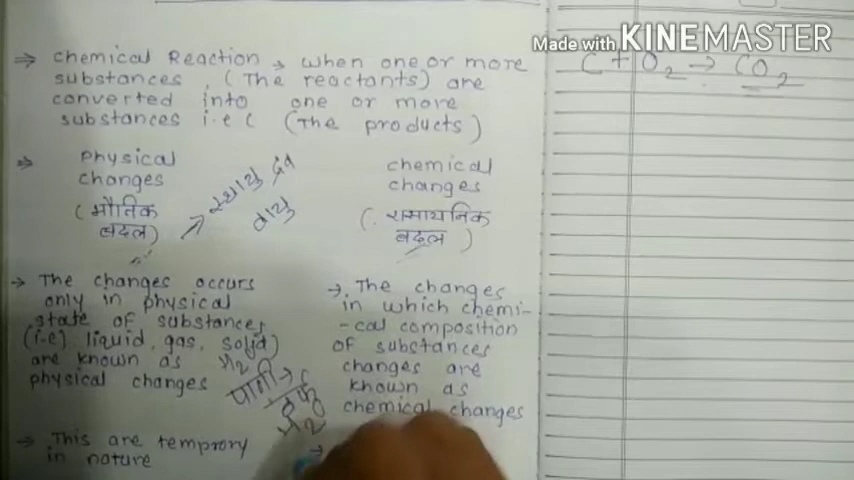 Made with KINEMASTER
⇒ chemical Reaction → when one or more
substances (The reactants) are
converted into one or more
substances i.e ( (The products)
C + O2 → CO2
⇒ Physical
changes
(भौतिक
बदल)
स्थायु द्रव
वायु
chemical
changes
(रासायनिक
बदल)
→ The changes occurs
only in physical
state of substances
(i-e) liquid, gas, solid)
are known as
physical changes
पानी →
बर्फ
→ The changes
in which chemi-
-cal composition
of substances
changes are
known as
chemical changes
→ This are temprory
in nature